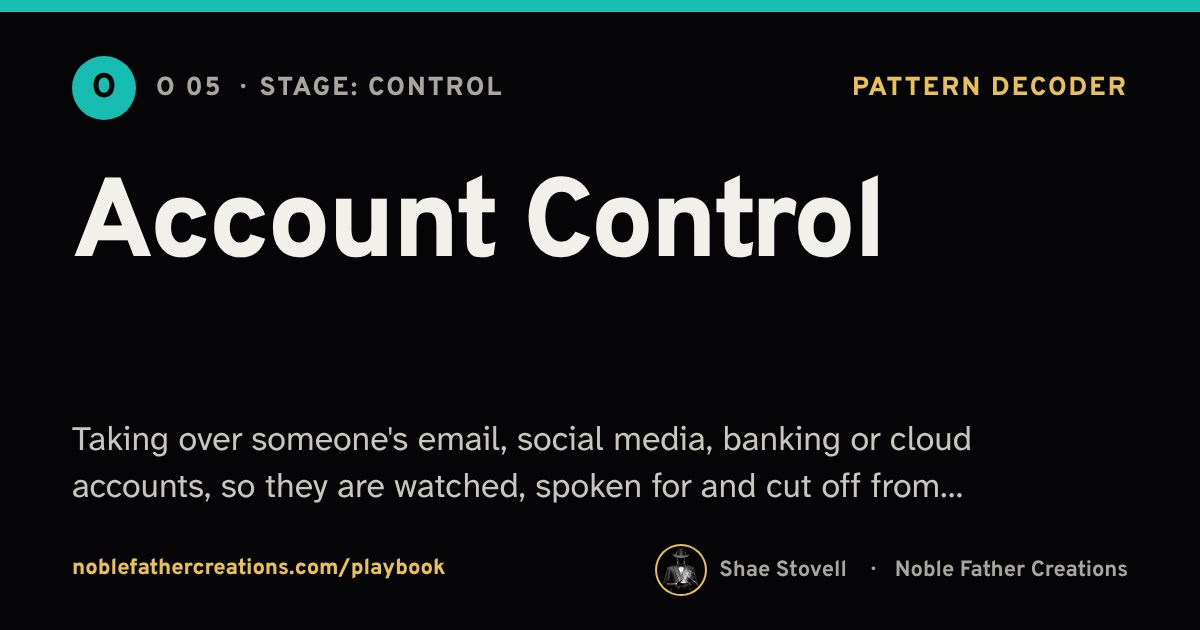 O
O 05 · STAGE: CONTROL
PATTERN DECODER
Account Control
Taking over someone's email, social media, banking or cloud
accounts, so they are watched, spoken for and cut off from...
noblefathercreations.com/playbook
Shae Stovell · Noble Father Creations